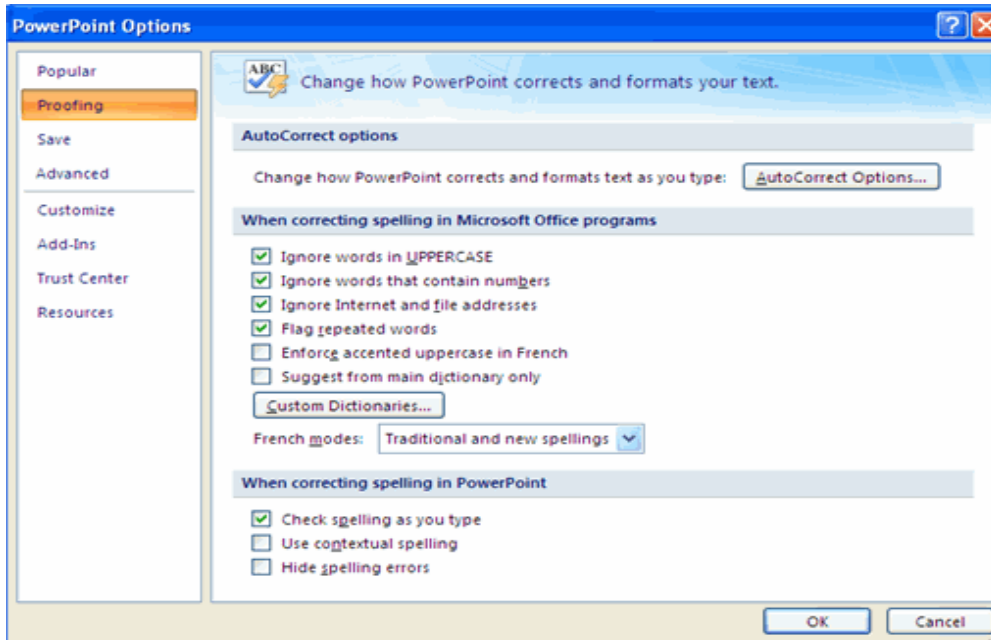 PowerPoint Options
Popular
Proofing
Save
Advanced
Customize
Add-Ins
Trust Center
Resources
ABC
Change how PowerPoint corrects and formats your text.
AutoCorrect options
Change how PowerPoint corrects and formats text as you type: AutoCorrect Options...
When correcting spelling in Microsoft Office programs
Ignore words in UPPERCASE
Ignore words that contain numbers
Ignore Internet and file addresses
Flag repeated words
Enforce accented uppercase in French
Suggest from main dictionary only
Custom Dictionaries...
French modes: Traditional and new spellings
When correcting spelling in PowerPoint
Check spelling as you type
Use contextual spelling
Hide spelling errors
OK Cancel